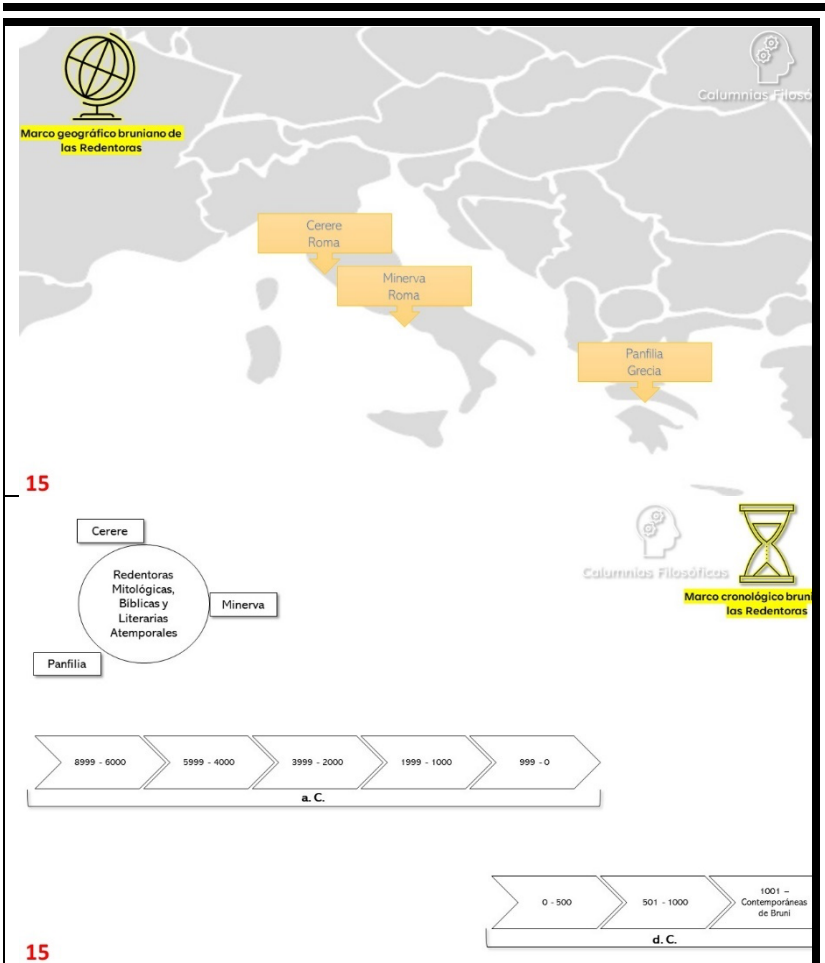 Calumnias Filosó
Marco geográfico bruniano de
las Redentoras
Cerere
Roma
Minerva
Roma
Panfilia
Grecia
15
Cerere
Redentoras
Mitológicas,
Bíblicas y
Literarias
Atemporales
Minerva
Panfilia
Calumnias Filosóficas
Marco cronológico bruni
las Redentoras
8999 - 6000
5999 - 4000
3999 - 2000
1999 - 1000
999 - 0
a. C.
0 - 500
501 - 1000
1001 –
Contemporáneas
de Bruni
d. C.
15